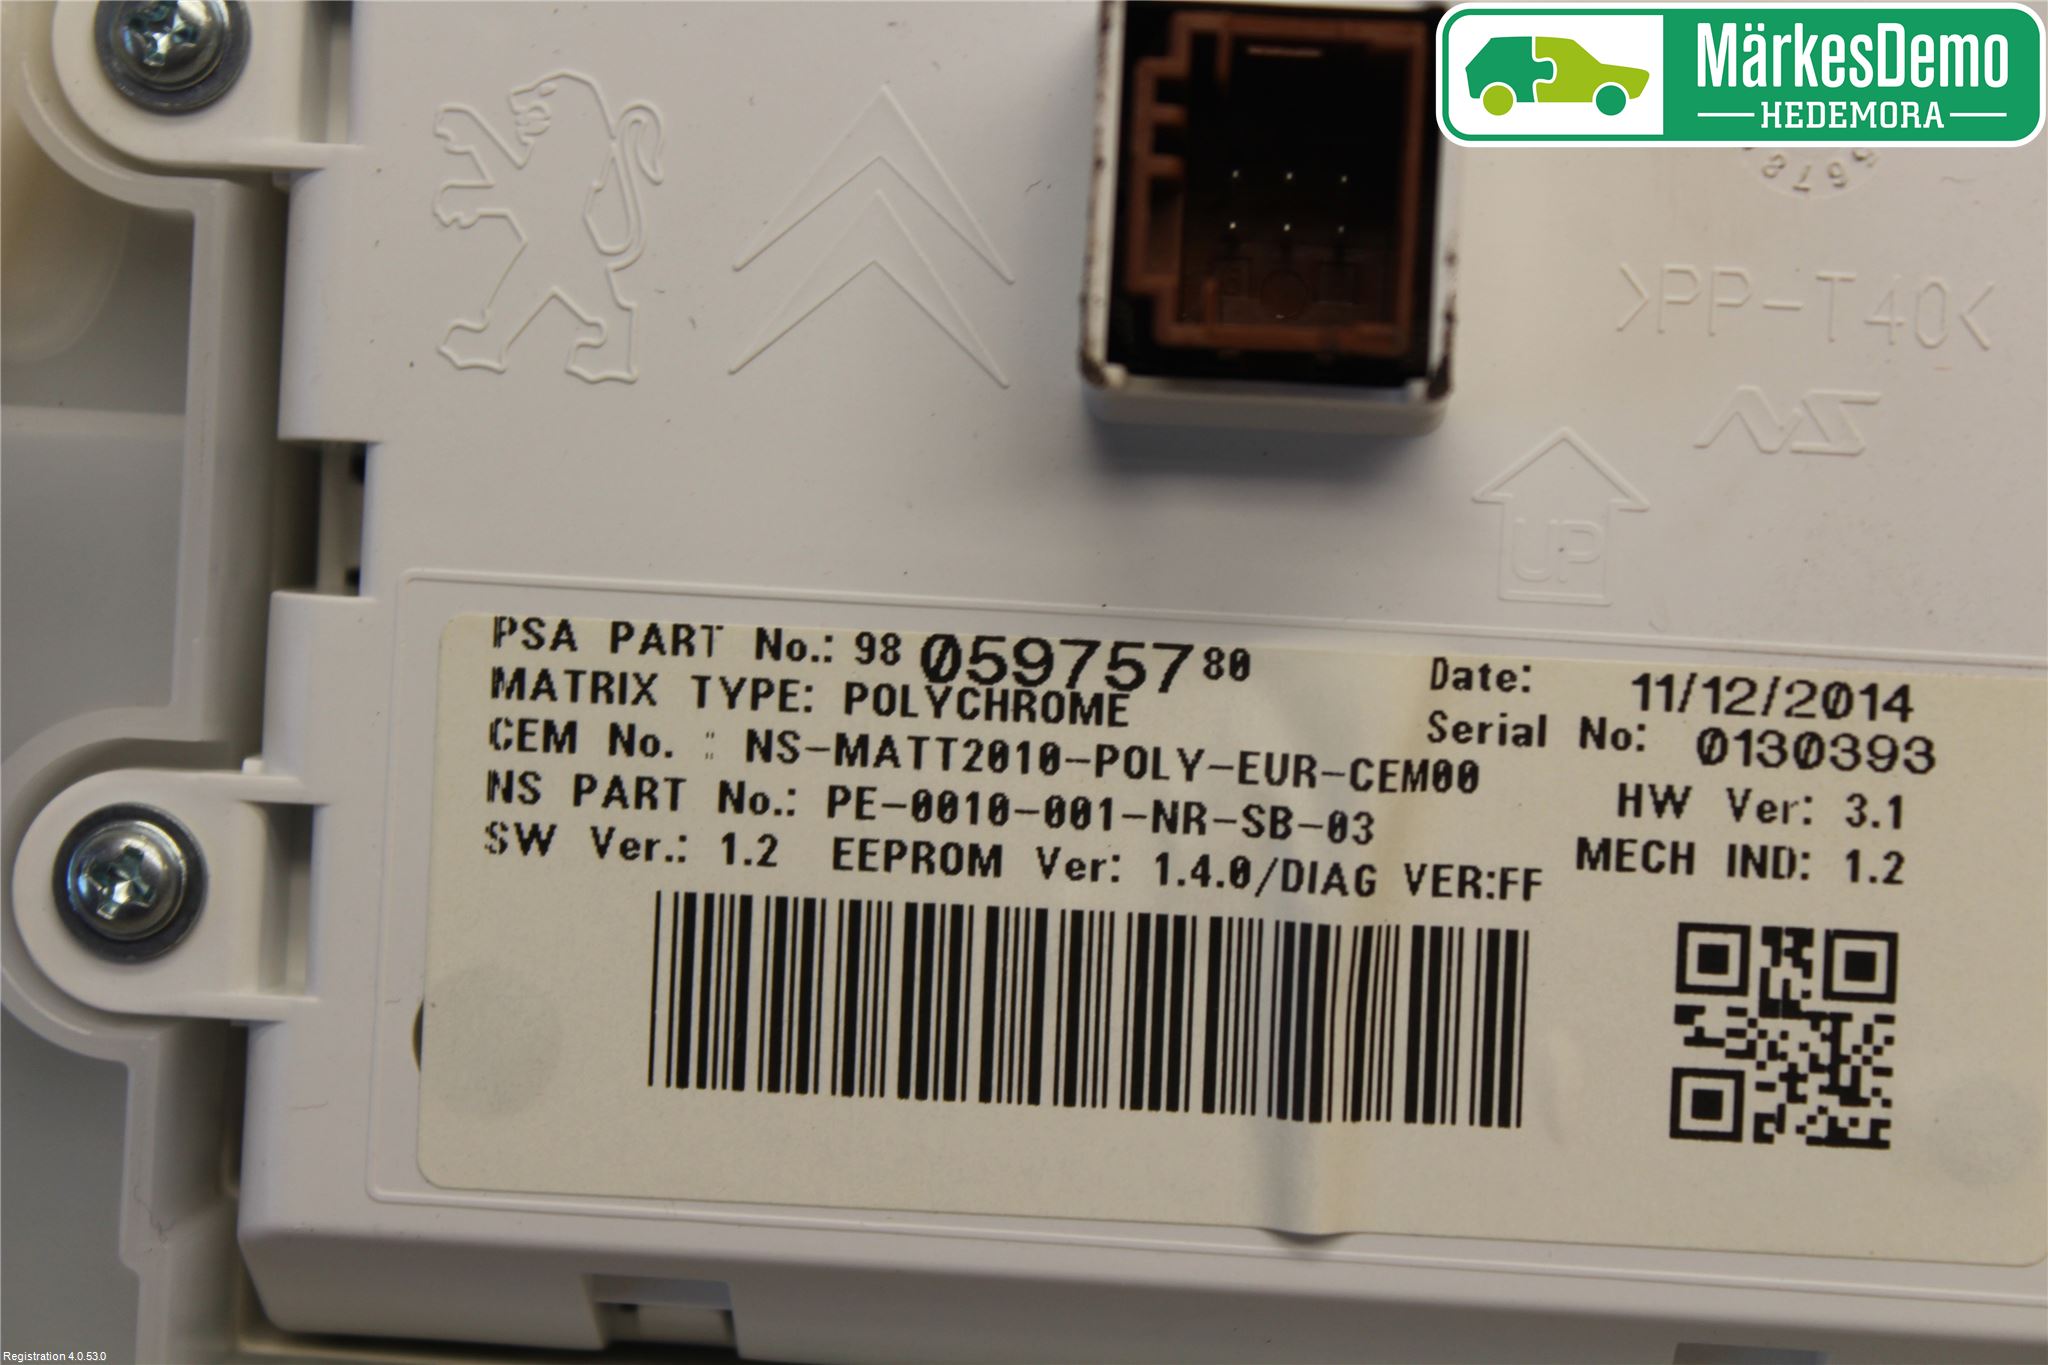 MärkesDemo
HEDEMORA
>PP-T40<
NS
UP
PSA PART No.: 98 059757 80
MATRIX TYPE: POLYCHROME
CEM No. : NS-MATT2010-POLY-EUR-CEM00
NS PART No.: PE-0010-001-NR-SB-03
SW Ver.: 1.2 EEPROM Ver: 1.4.0/DIAG VER:FF
Date: 11/12/2014
Serial No: 0130393
HW Ver: 3.1
MECH IND: 1.2
Registration 4.0.53.0